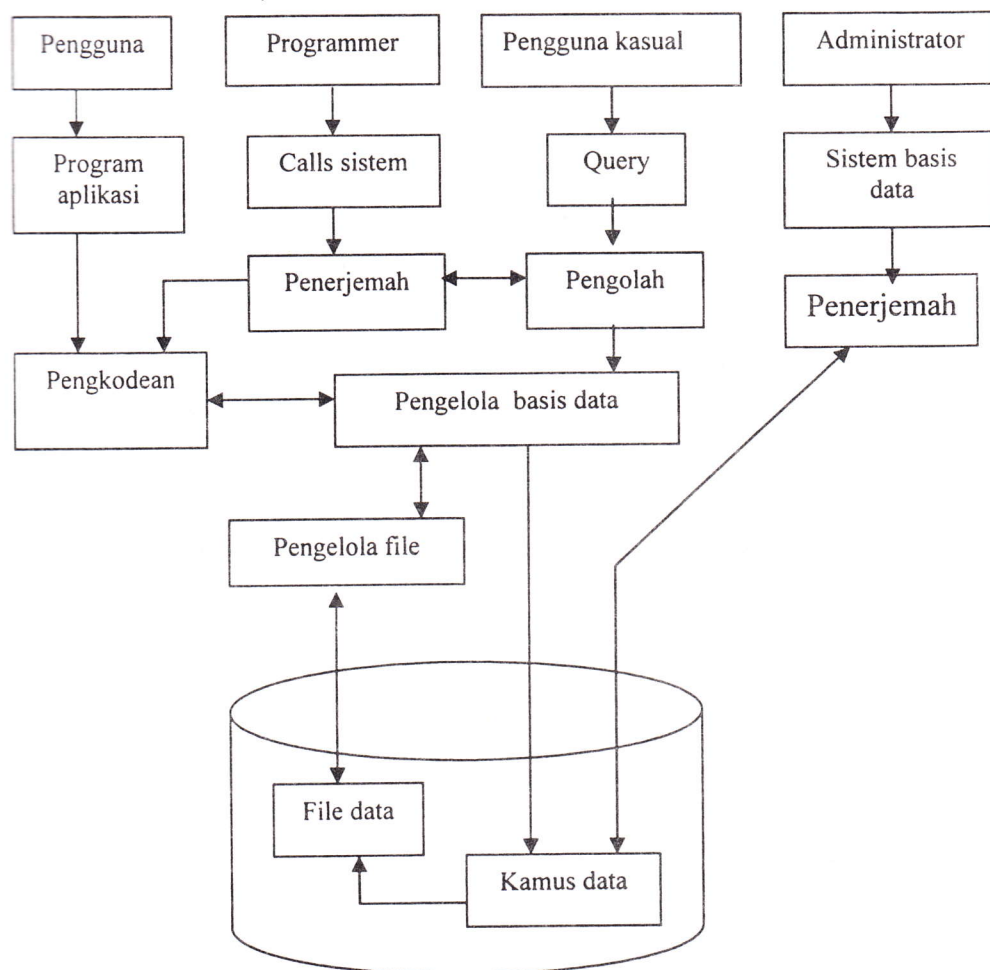 Pengguna
Programmer
Pengguna kasual
Administrator
Program
aplikasi
Calls sistem
Query
Sistem basis
data
Penerjemah
Pengolah
Penerjemah
Pengkodean
Pengelola basis data
Pengelola file
File data
Kamus data